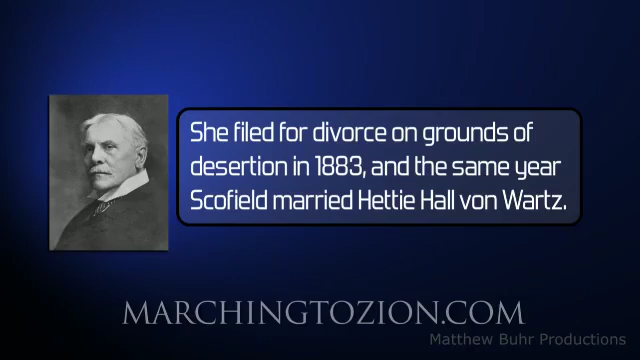 She filed for divorce on grounds of
desertion in 1883, and the same year
Scofield married Hettie Hall von Wartz.
MARCHINGTOZION.COM
Matthew Buhr Productions